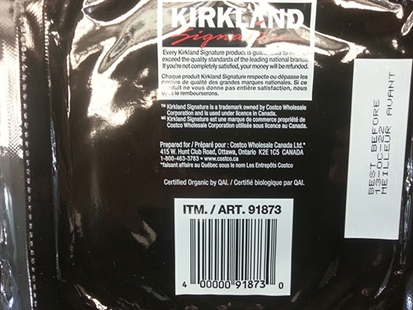 KIRKLAND
Signature
Every Kirkland Signature product is guaranteed to meet or
exceed the quality standards of the leading national brands.
If you're not completely satisfied, your money will be refunded.
Chaque produit Kirkland Signature respecte ou dépasse les
normes de qualité des grandes marques nationales. Si ce
produit ne vous donne pas entière satisfaction, nous
vous le rembourserons.
™ Kirkland Signature is a trademark owned by Costco Wholesale
Corporation and is used under licence in Canada.
MC Kirkland Signature est une marque de commerce propriété de
Costco Wholesale Corporation utilisée sous licence au Canada.
Prepared for / Préparé pour : Costco Wholesale Canada Ltd.*
415 W. Hunt Club Road, Ottawa, Ontario K2E 1C5 CANADA
1-800-463-3783 • www.costco.ca
*faisant affaire au Québec sous le nom Les Entrepôts Costco
Certified Organic by QAI. / Certifié biologique par QAI.
ITM. / ART. 91873
4 00000 91873 0
BEST BEFORE
13-OC-22
MEILLEUR AVANT